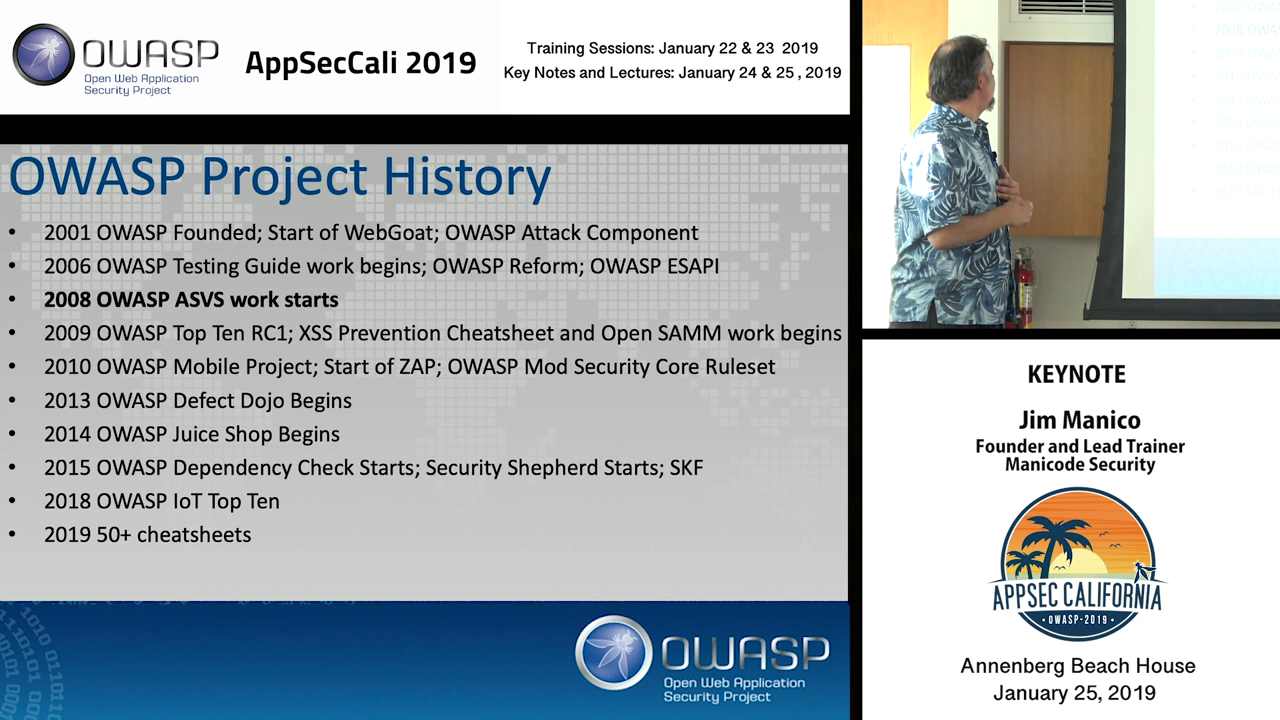 OWASP
Open Web Application
Security Project
AppSecCali 2019
Training Sessions: January 22 & 23 2019
Key Notes and Lectures: January 24 & 25 , 2019
OWASP Project History
• 2001 OWASP Founded; Start of WebGoat; OWASP Attack Component
• 2006 OWASP Testing Guide work begins; OWASP Reform; OWASP ESAPI
• 2008 OWASP ASVS work starts
• 2009 OWASP Top Ten RC1; XSS Prevention Cheatsheet and Open SAMM work begins
• 2010 OWASP Mobile Project; Start of ZAP; OWASP Mod Security Core Ruleset
• 2013 OWASP Defect Dojo Begins
• 2014 OWASP Juice Shop Begins
• 2015 OWASP Dependency Check Starts; Security Shepherd Starts; SKF
• 2018 OWASP IoT Top Ten
• 2019 50+ cheatsheets
OWASP
Open Web Application
Security Project
KEYNOTE
Jim Manico
Founder and Lead Trainer
Manicode Security
APPSEC CALIFORNIA
• OWASP-2019 •
Annenberg Beach House
January 25, 2019